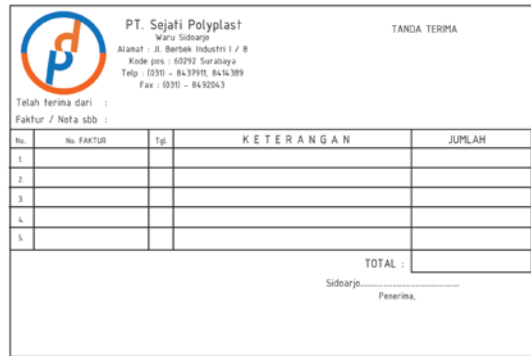 dp
PT. Sejati Polyplast
Waru Sidoarjo
Alamat : Jl. Berbek Industri I / 8
Kode pos : 60292 Surabaya
Telp : (031) - 8437911, 8414389
Fax : (031) - 8492043
TANDA TERIMA
Telah terima dari :
Faktur / Nota sbb :
No. No. FAKTUR Tgl. KETERANGAN JUMLAH
1.
2.
3.
4.
5.
TOTAL :
Sidoarjo..............................
Penerima,